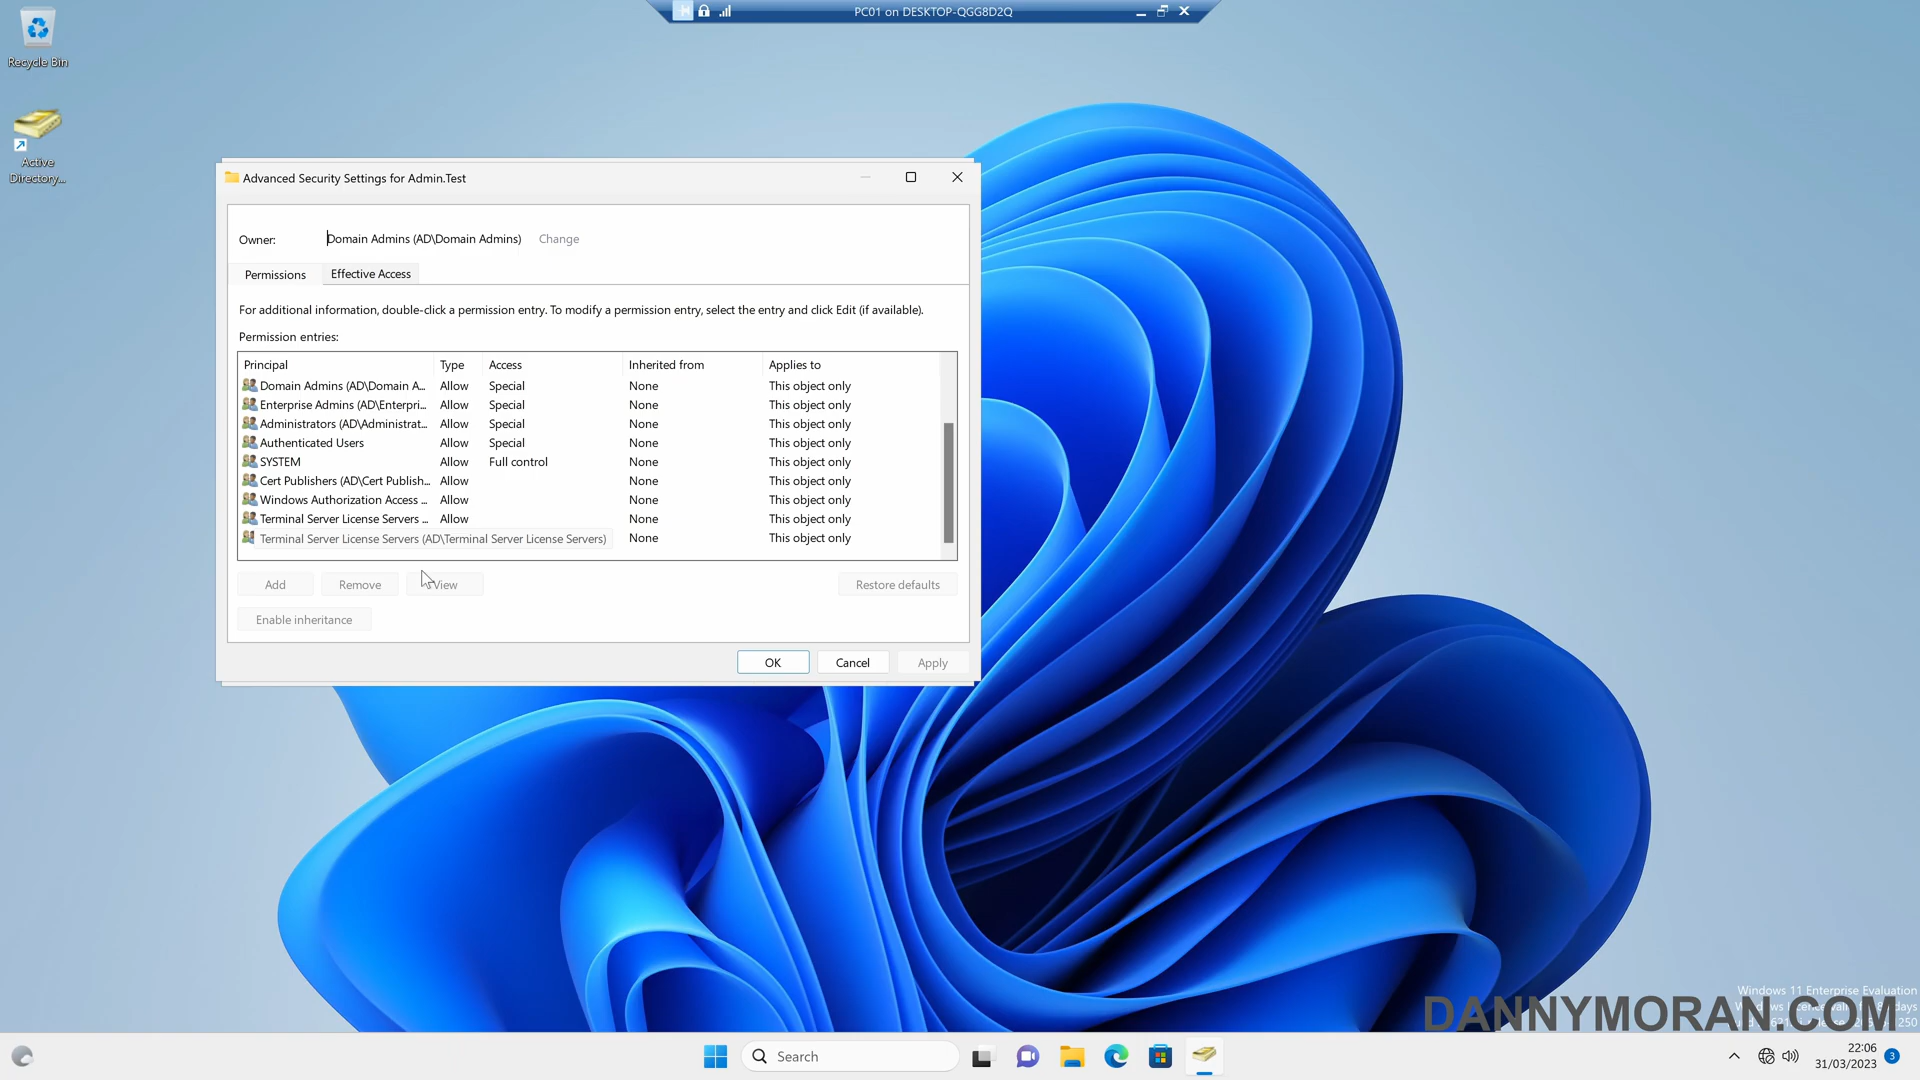 PC01 on DESKTOP-QGG8D2Q
Recycle Bin
Active
Directory...
Advanced Security Settings for Admin.Test
Owner: Domain Admins (AD\Domain Admins) Change
Permissions Effective Access
For additional information, double-click a permission entry. To modify a permission entry, select the entry and click Edit (if available).
Permission entries:
Principal Type Access Inherited from Applies to
Domain Admins (AD\Domain A... Allow Special None This object only
Enterprise Admins (AD\Enterpri... Allow Special None This object only
Administrators (AD\Administrat... Allow Special None This object only
Authenticated Users Allow Special None This object only
SYSTEM Allow Full control None This object only
Cert Publishers (AD\Cert Publish... Allow None This object only
Windows Authorization Access ... Allow None This object only
Terminal Server License Servers ... Allow None This object only
Terminal Server License Servers (AD\Terminal Server License Servers) None This object only
Add Remove View Restore defaults
Enable inheritance
OK Cancel Apply
Windows 11 Enterprise Evaluation
DANNYMORAN.COM
Search
22:06
31/03/2023
3